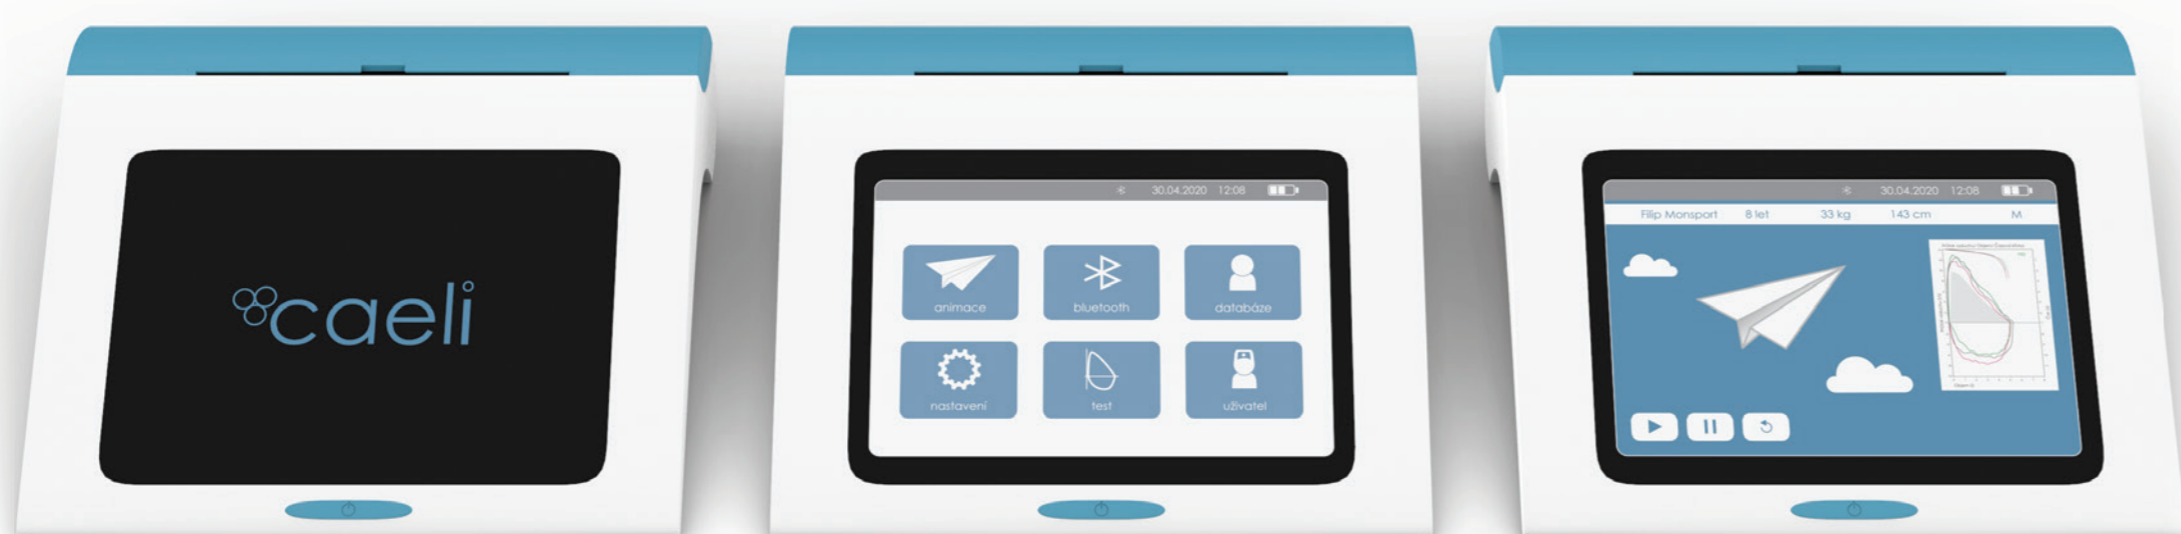 caeli
30.04.2020 12:08
animace bluetooth databáze
nastavení test uživatel
30.04.2020 12:08
Filip Monsport 8 let 33 kg 143 cm M